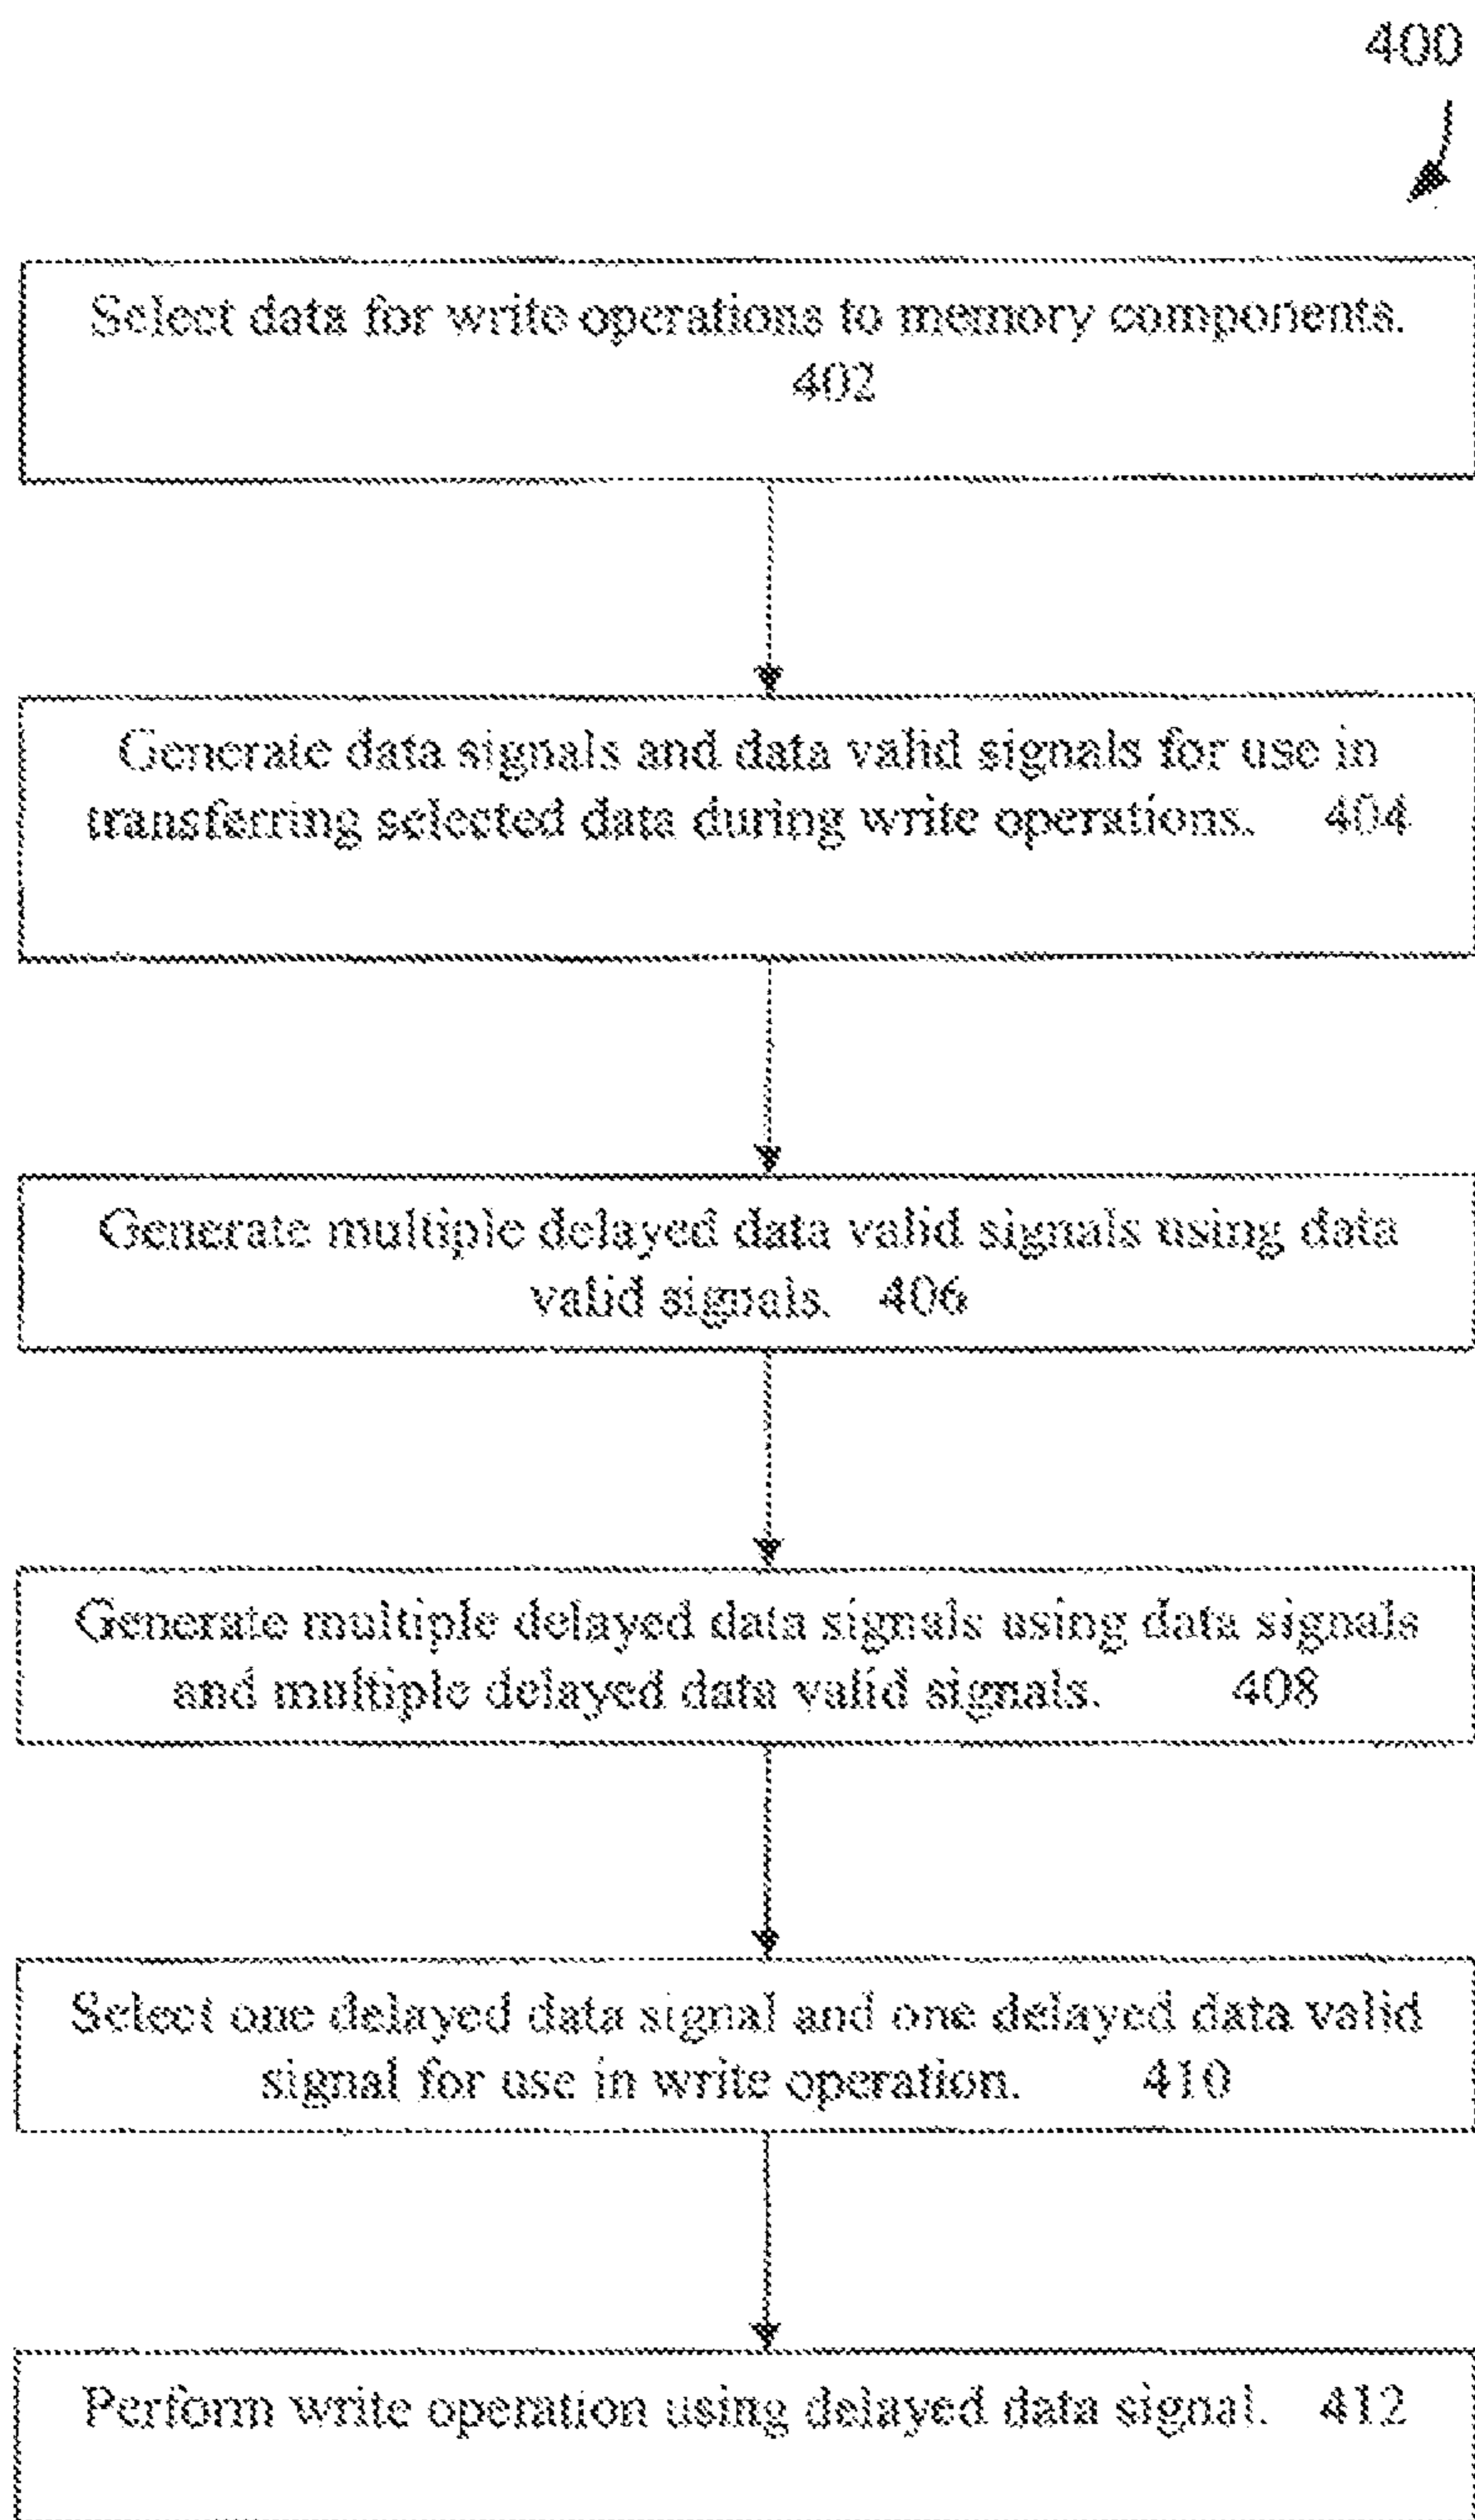 400
Select data for write operations to memory components.
402
Generate data signals and data valid signals for use in
transferring selected data during write operations. 404
Generate multiple delayed data valid signals using data
valid signals. 406
Generate multiple delayed data signals using data signals
and multiple delayed data valid signals. 408
Select one delayed data signal and one delayed data valid
signal for use in write operation. 410
Perform write operation using delayed data signal. 412